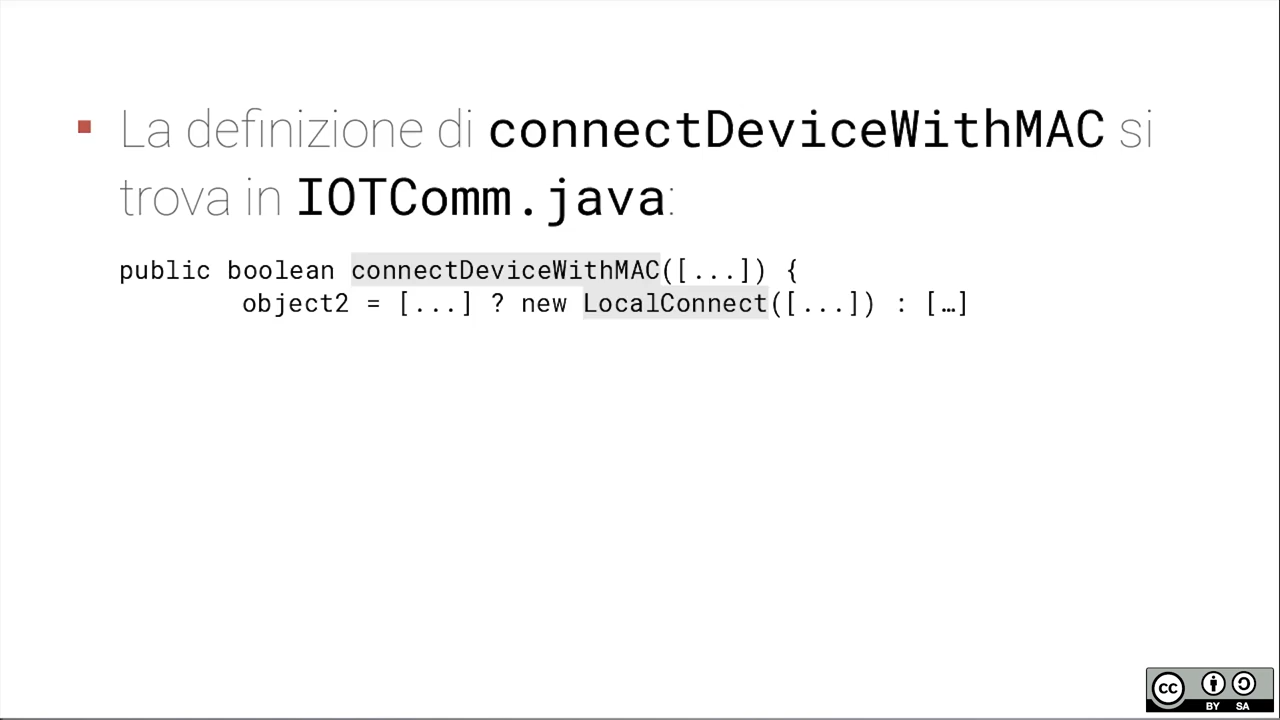 ▪ La definizione di connectDeviceWithMAC si
trova in IOTComm.java:
public boolean connectDeviceWithMAC([...]) {
        object2 = [...] ? new LocalConnect([...]) : […]
cc BY SA